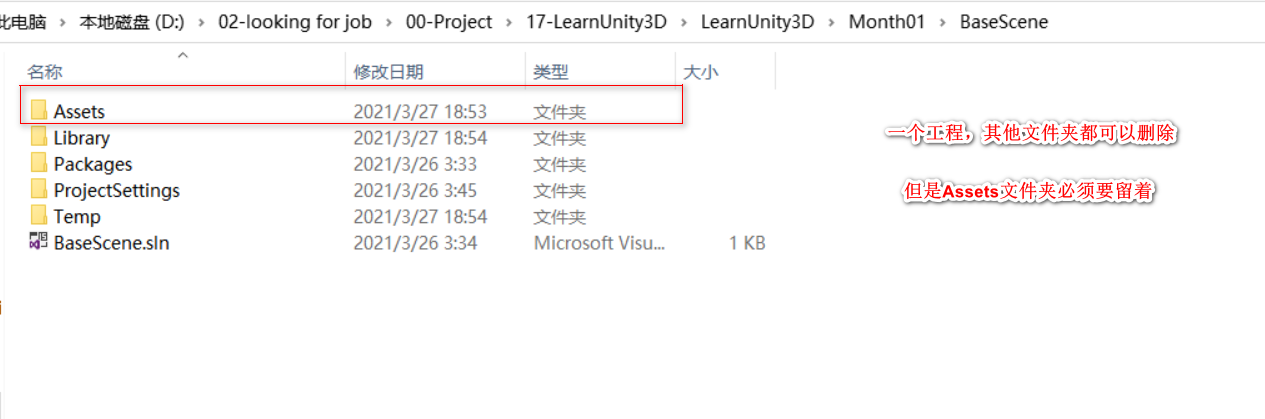 此电脑 › 本地磁盘 (D:) › 02-looking for job › 00-Project › 17-LearnUnity3D › LearnUnity3D › Month01 › BaseScene
名称 修改日期 类型 大小
Assets 2021/3/27 18:53 文件夹
Library 2021/3/27 18:54 文件夹
一个工程，其他文件夹都可以删除
Packages 2021/3/26 3:33 文件夹
ProjectSettings 2021/3/26 3:45 文件夹
但是Assets文件夹必须要留着
Temp 2021/3/27 18:54 文件夹
BaseScene.sln 2021/3/26 3:34 Microsoft Visu... 1 KB